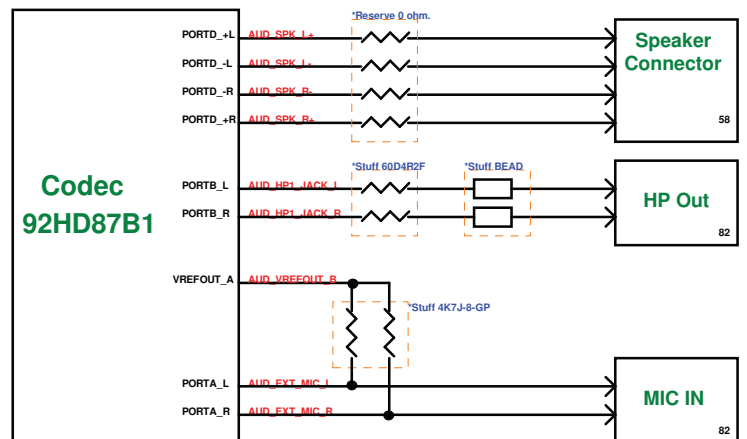 *Reserve 0 ohm.
PORTD_+L AUD_SPK_L+
PORTD_-L AUD_SPK_L-
PORTD_-R AUD_SPK_R-
PORTD_+R AUD_SPK_R+
Speaker
Connector
58
*Stuff 60D4R2F *Stuff BEAD
PORTB_L AUD_HP1_JACK_L
PORTB_R AUD_HP1_JACK_R
HP Out
82
Codec
92HD87B1
VREFOUT_A AUD_VREFOUT_B
*Stuff 4K7J-8-GP
PORTA_L AUD_EXT_MIC_L
PORTA_R AUD_EXT_MIC_R
MIC IN
82